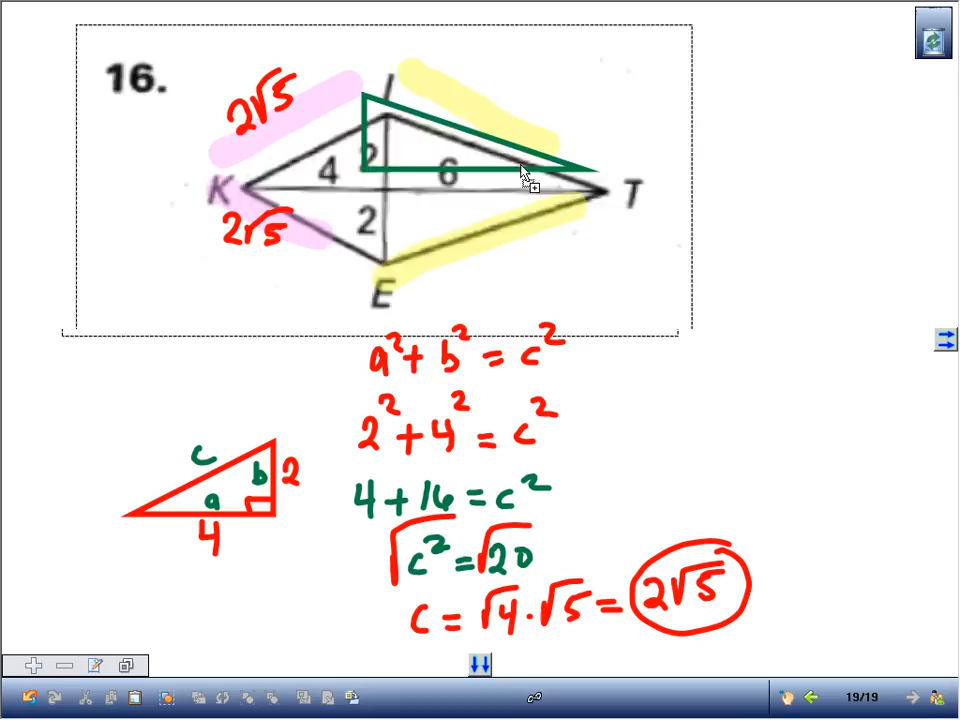 16.
2√5
I
4
2
6
K
T
2√5
2
E
a² + b² = c²
2² + 4² = c²
c
b
2
a
4
4 + 16 = c²
√c² = √20
c = √4 · √5 = 2√5
19/19